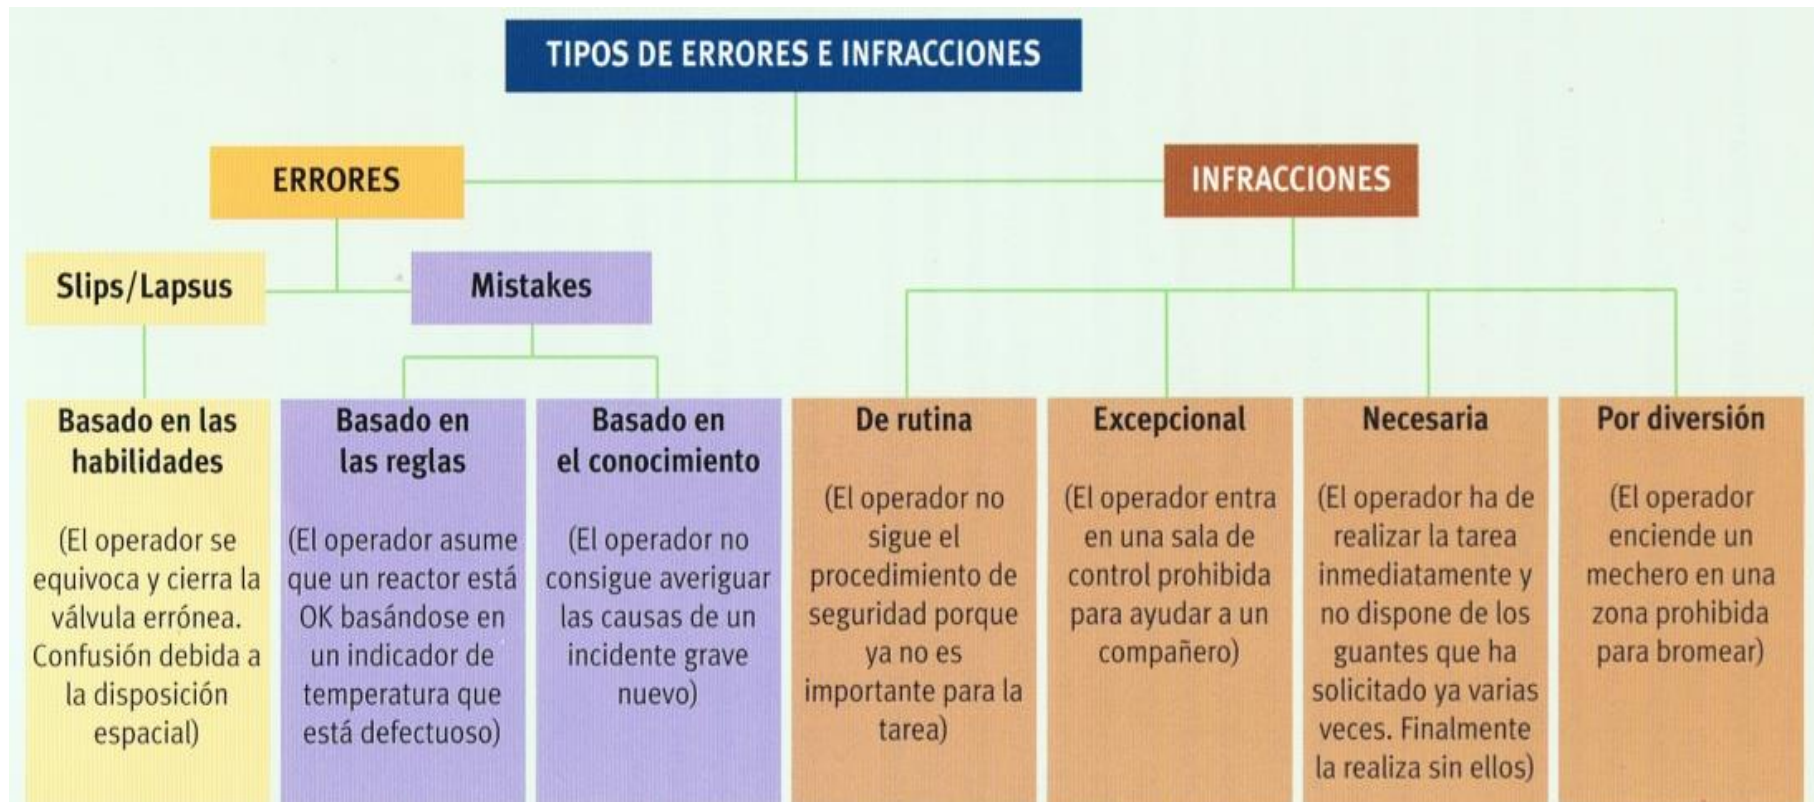 TIPOS DE ERRORES E INFRACCIONES
ERRORES
INFRACCIONES
Slips/Lapsus
Mistakes
Basado en las
habilidades
(El operador se
equivoca y cierra la
válvula errónea.
Confusión debida a
la disposición
espacial)
Basado en
las reglas
(El operador asume
que un reactor está
OK basándose en
un indicador de
temperatura que
está defectuoso)
Basado en
el conocimiento
(El operador no
consigue averiguar
las causas de un
incidente grave
nuevo)
De rutina
(El operador no
sigue el
procedimiento de
seguridad porque
ya no es
importante para la
tarea)
Excepcional
(El operador entra
en una sala de
control prohibida
para ayudar a un
compañero)
Necesaria
(El operador ha de
realizar la tarea
inmediatamente y
no dispone de los
guantes que ha
solicitado ya varias
veces. Finalmente
la realiza sin ellos)
Por diversión
(El operador
enciende un
mechero en una
zona prohibida
para bromear)